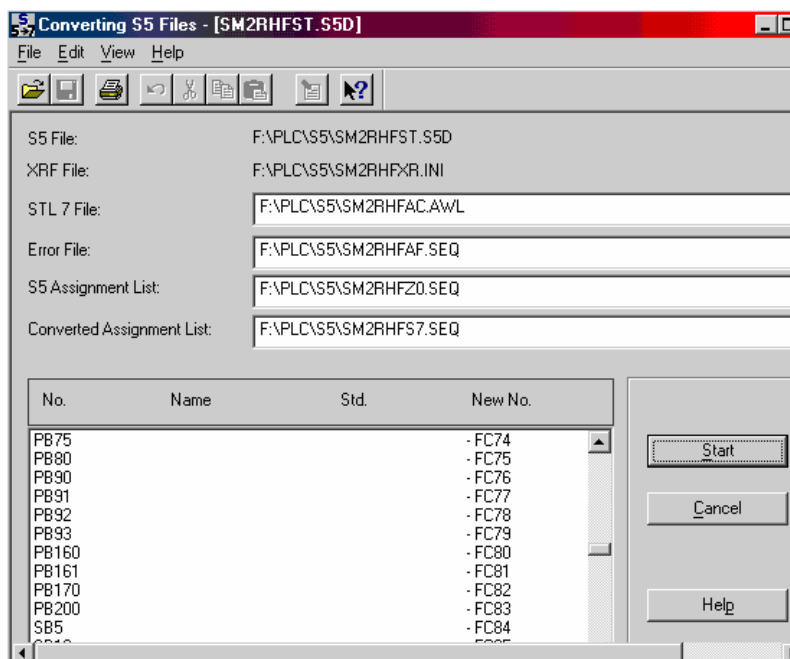 Converting S5 Files - [SM2RHFST.S5D]
File Edit View Help
S5 File: F:\PLC\S5\SM2RHFST.S5D
XRF File: F:\PLC\S5\SM2RHFXR.INI
STL 7 File: F:\PLC\S5\SM2RHFAC.AWL
Error File: F:\PLC\S5\SM2RHFAF.SEQ
S5 Assignment List: F:\PLC\S5\SM2RHFZ0.SEQ
Converted Assignment List: F:\PLC\S5\SM2RHFS7.SEQ
No. Name Std. New No.
PB75 - FC74
PB80 - FC75
PB90 - FC76
PB91 - FC77
PB92 - FC78
PB93 - FC79
PB160 - FC80
PB161 - FC81
PB170 - FC82
PB200 - FC83
SB5 - FC84
Start
Cancel
Help